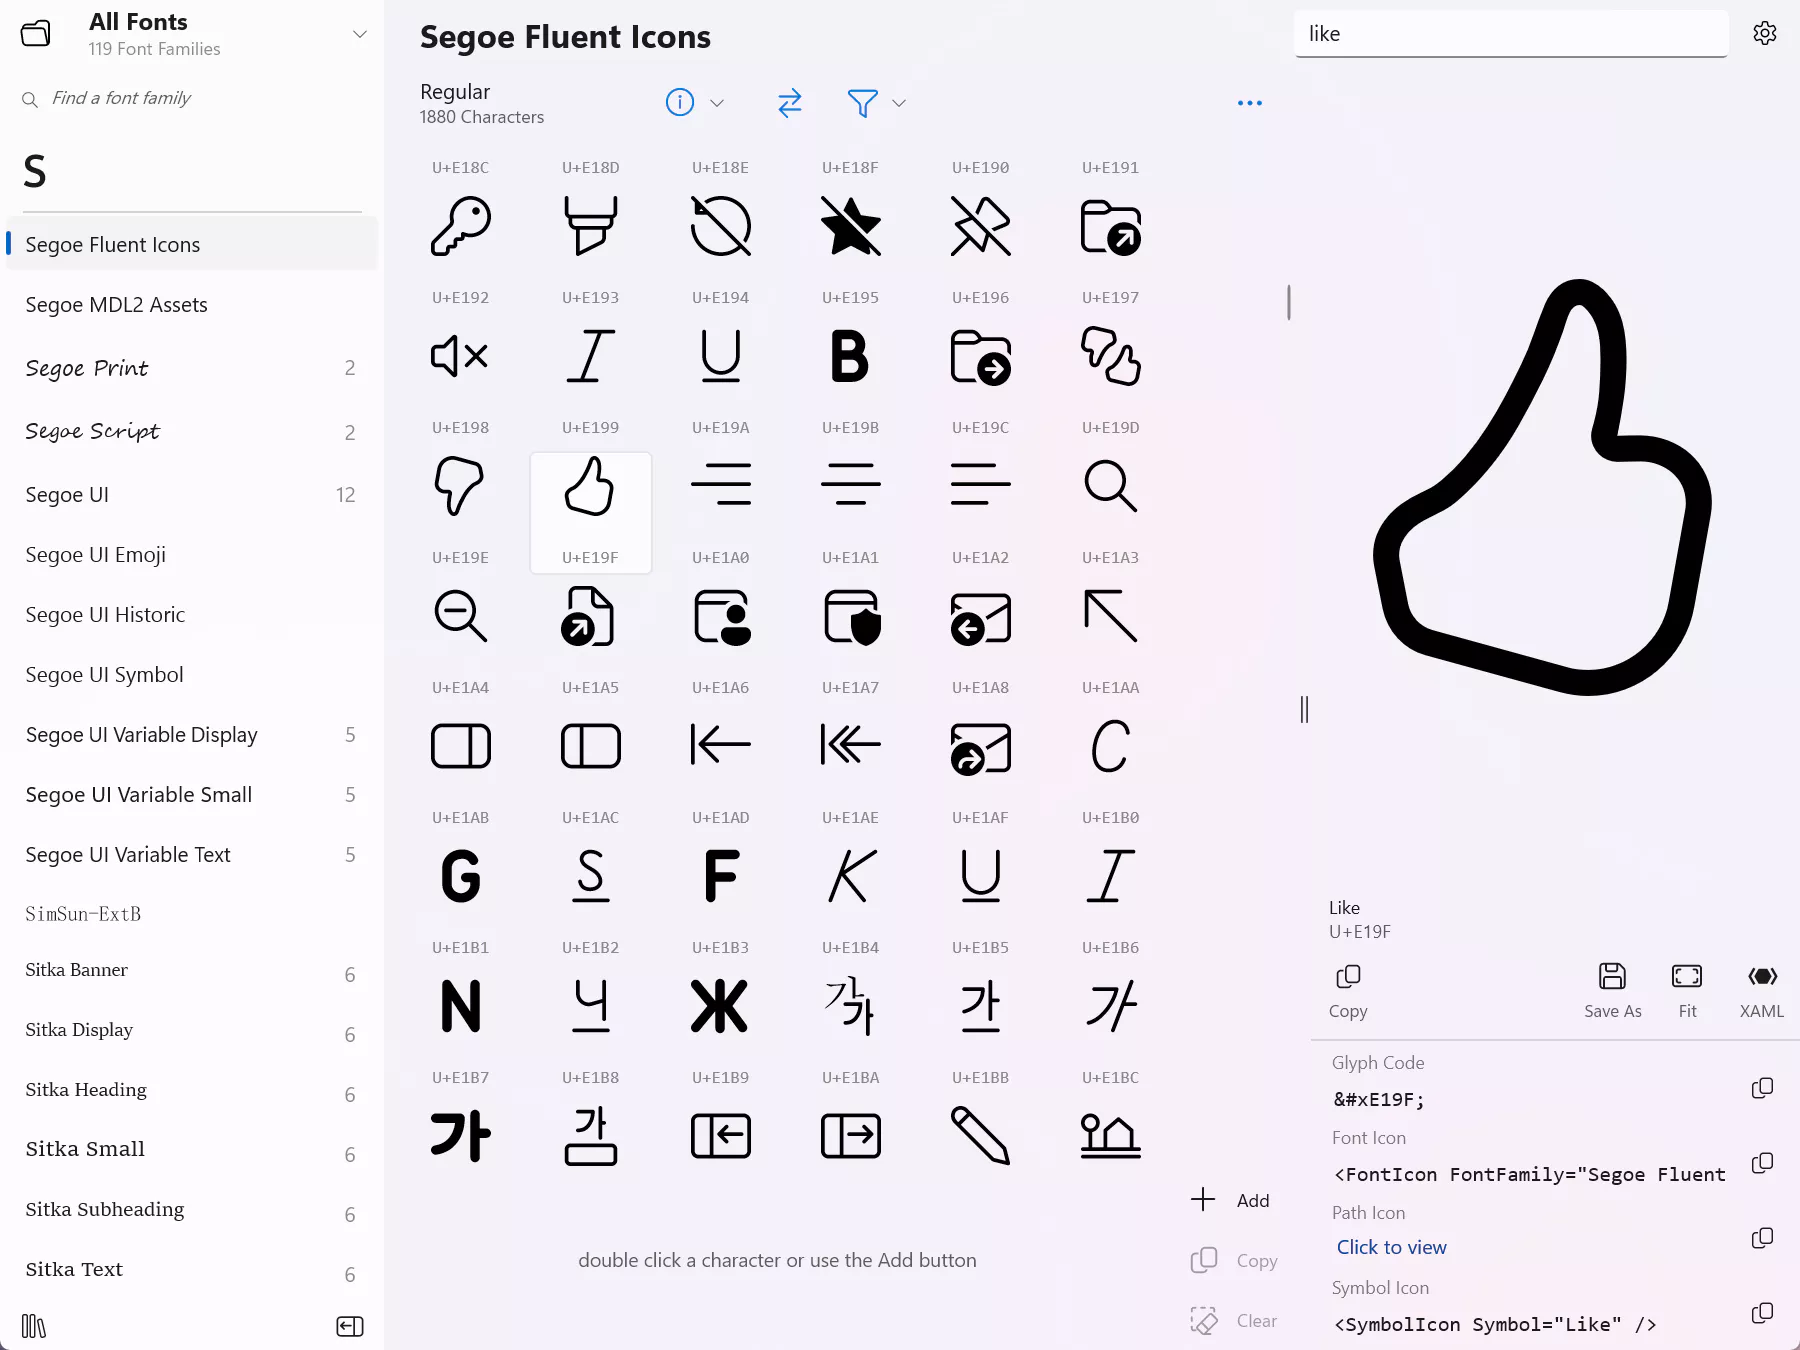 All Fonts
119 Font Families
Find a font family
S
Segoe Fluent Icons
Segoe MDL2 Assets
Segoe Print 2
Segoe Script 2
Segoe UI 12
Segoe UI Emoji
Segoe UI Historic
Segoe UI Symbol
Segoe UI Variable Display 5
Segoe UI Variable Small 5
Segoe UI Variable Text 5
SimSun-ExtB
Sitka Banner 6
Sitka Display 6
Sitka Heading 6
Sitka Small 6
Sitka Subheading 6
Sitka Text 6
Segoe Fluent Icons
Regular
1880 Characters
U+E18C U+E18D U+E18E U+E18F U+E190 U+E191
U+E192 U+E193 U+E194 U+E195 U+E196 U+E197
I U B
U+E198 U+E199 U+E19A U+E19B U+E19C U+E19D
U+E19E U+E19F U+E1A0 U+E1A1 U+E1A2 U+E1A3
U+E1A4 U+E1A5 U+E1A6 U+E1A7 U+E1A8 U+E1AA
C
U+E1AB U+E1AC U+E1AD U+E1AE U+E1AF U+E1B0
G S F K U I
U+E1B1 U+E1B2 U+E1B3 U+E1B4 U+E1B5 U+E1B6
N Ч Ж 가가 간 가
U+E1B7 U+E1B8 U+E1B9 U+E1BA U+E1BB U+E1BC
가 가
Add
double click a character or use the Add button
Copy
Clear
like
Like
U+E19F
Copy
Save As
Fit
XAML
Glyph Code
&#xE19F;
Font Icon
<FontIcon FontFamily="Segoe Fluent
Path Icon
Click to view
Symbol Icon
<SymbolIcon Symbol="Like" />